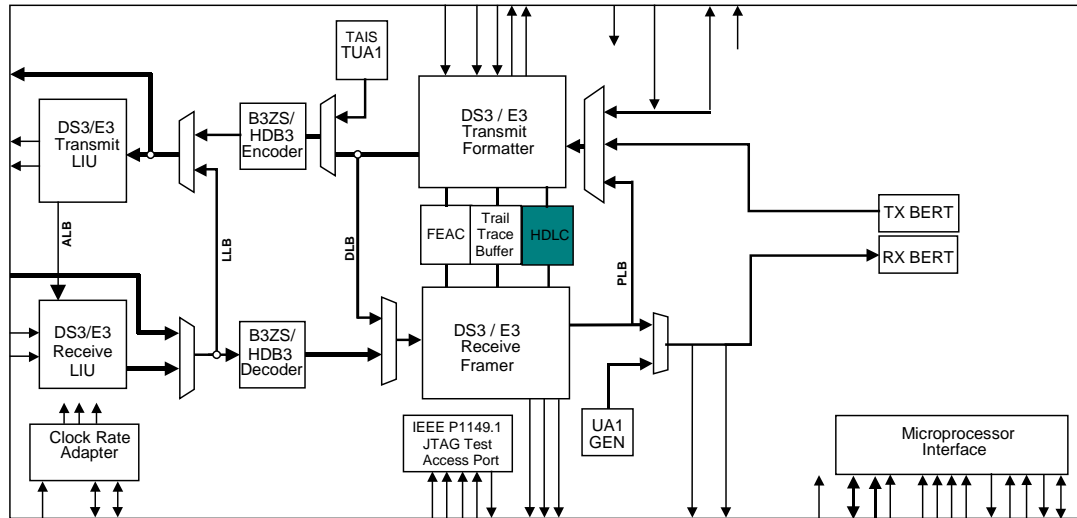 TAIS
TUA1
DS3/E3
Transmit
LIU
B3ZS/
HDB3
Encoder
DS3 / E3
Transmit
Formatter
TX BERT
RX BERT
FEAC
Trail
Trace
Buffer
HDLC
ALB
LLB
DLB
PLB
DS3/E3
Receive
LIU
B3ZS/
HDB3
Decoder
DS3 / E3
Receive
Framer
UA1
GEN
Clock Rate
Adapter
IEEE P1149.1
JTAG Test
Access Port
Microprocessor
Interface